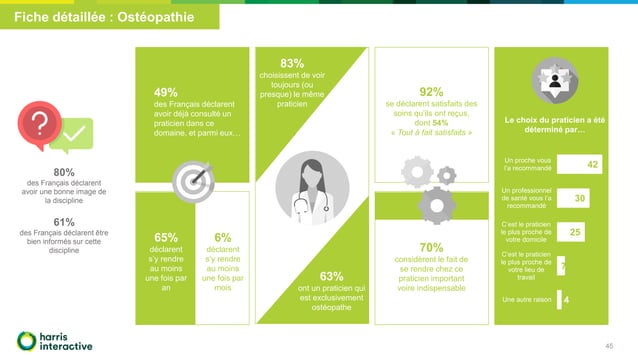 Fiche détaillée : Ostéopathie
80%
des Français déclarent
avoir une bonne image de
la discipline
61%
des Français déclarent être
bien informés sur cette
discipline
49%
des Français déclarent
avoir déjà consulté un
praticien dans ce
domaine, et parmi eux…
65%
déclarent
s'y rendre
au moins
une fois par
an
6%
déclarent
s'y rendre
au moins
une fois par
mois
83%
choisissent de voir
toujours (ou
presque) le même
praticien
63%
ont un praticien qui
est exclusivement
ostéopathe
92%
se déclarent satisfaits des
soins qu'ils ont reçus,
dont 54%
« Tout à fait satisfaits »
70%
considèrent le fait de
se rendre chez ce
praticien important
voire indispensable
Le choix du praticien a été
déterminé par…
Un proche vous
l'a recommandé
42
Un professionnel
de santé vous l'a
recommandé
30
C'est le praticien
le plus proche de
votre domicile
25
C'est le praticien
le plus proche de
votre lieu de
travail
7
Une autre raison
4
harris
interactive
45